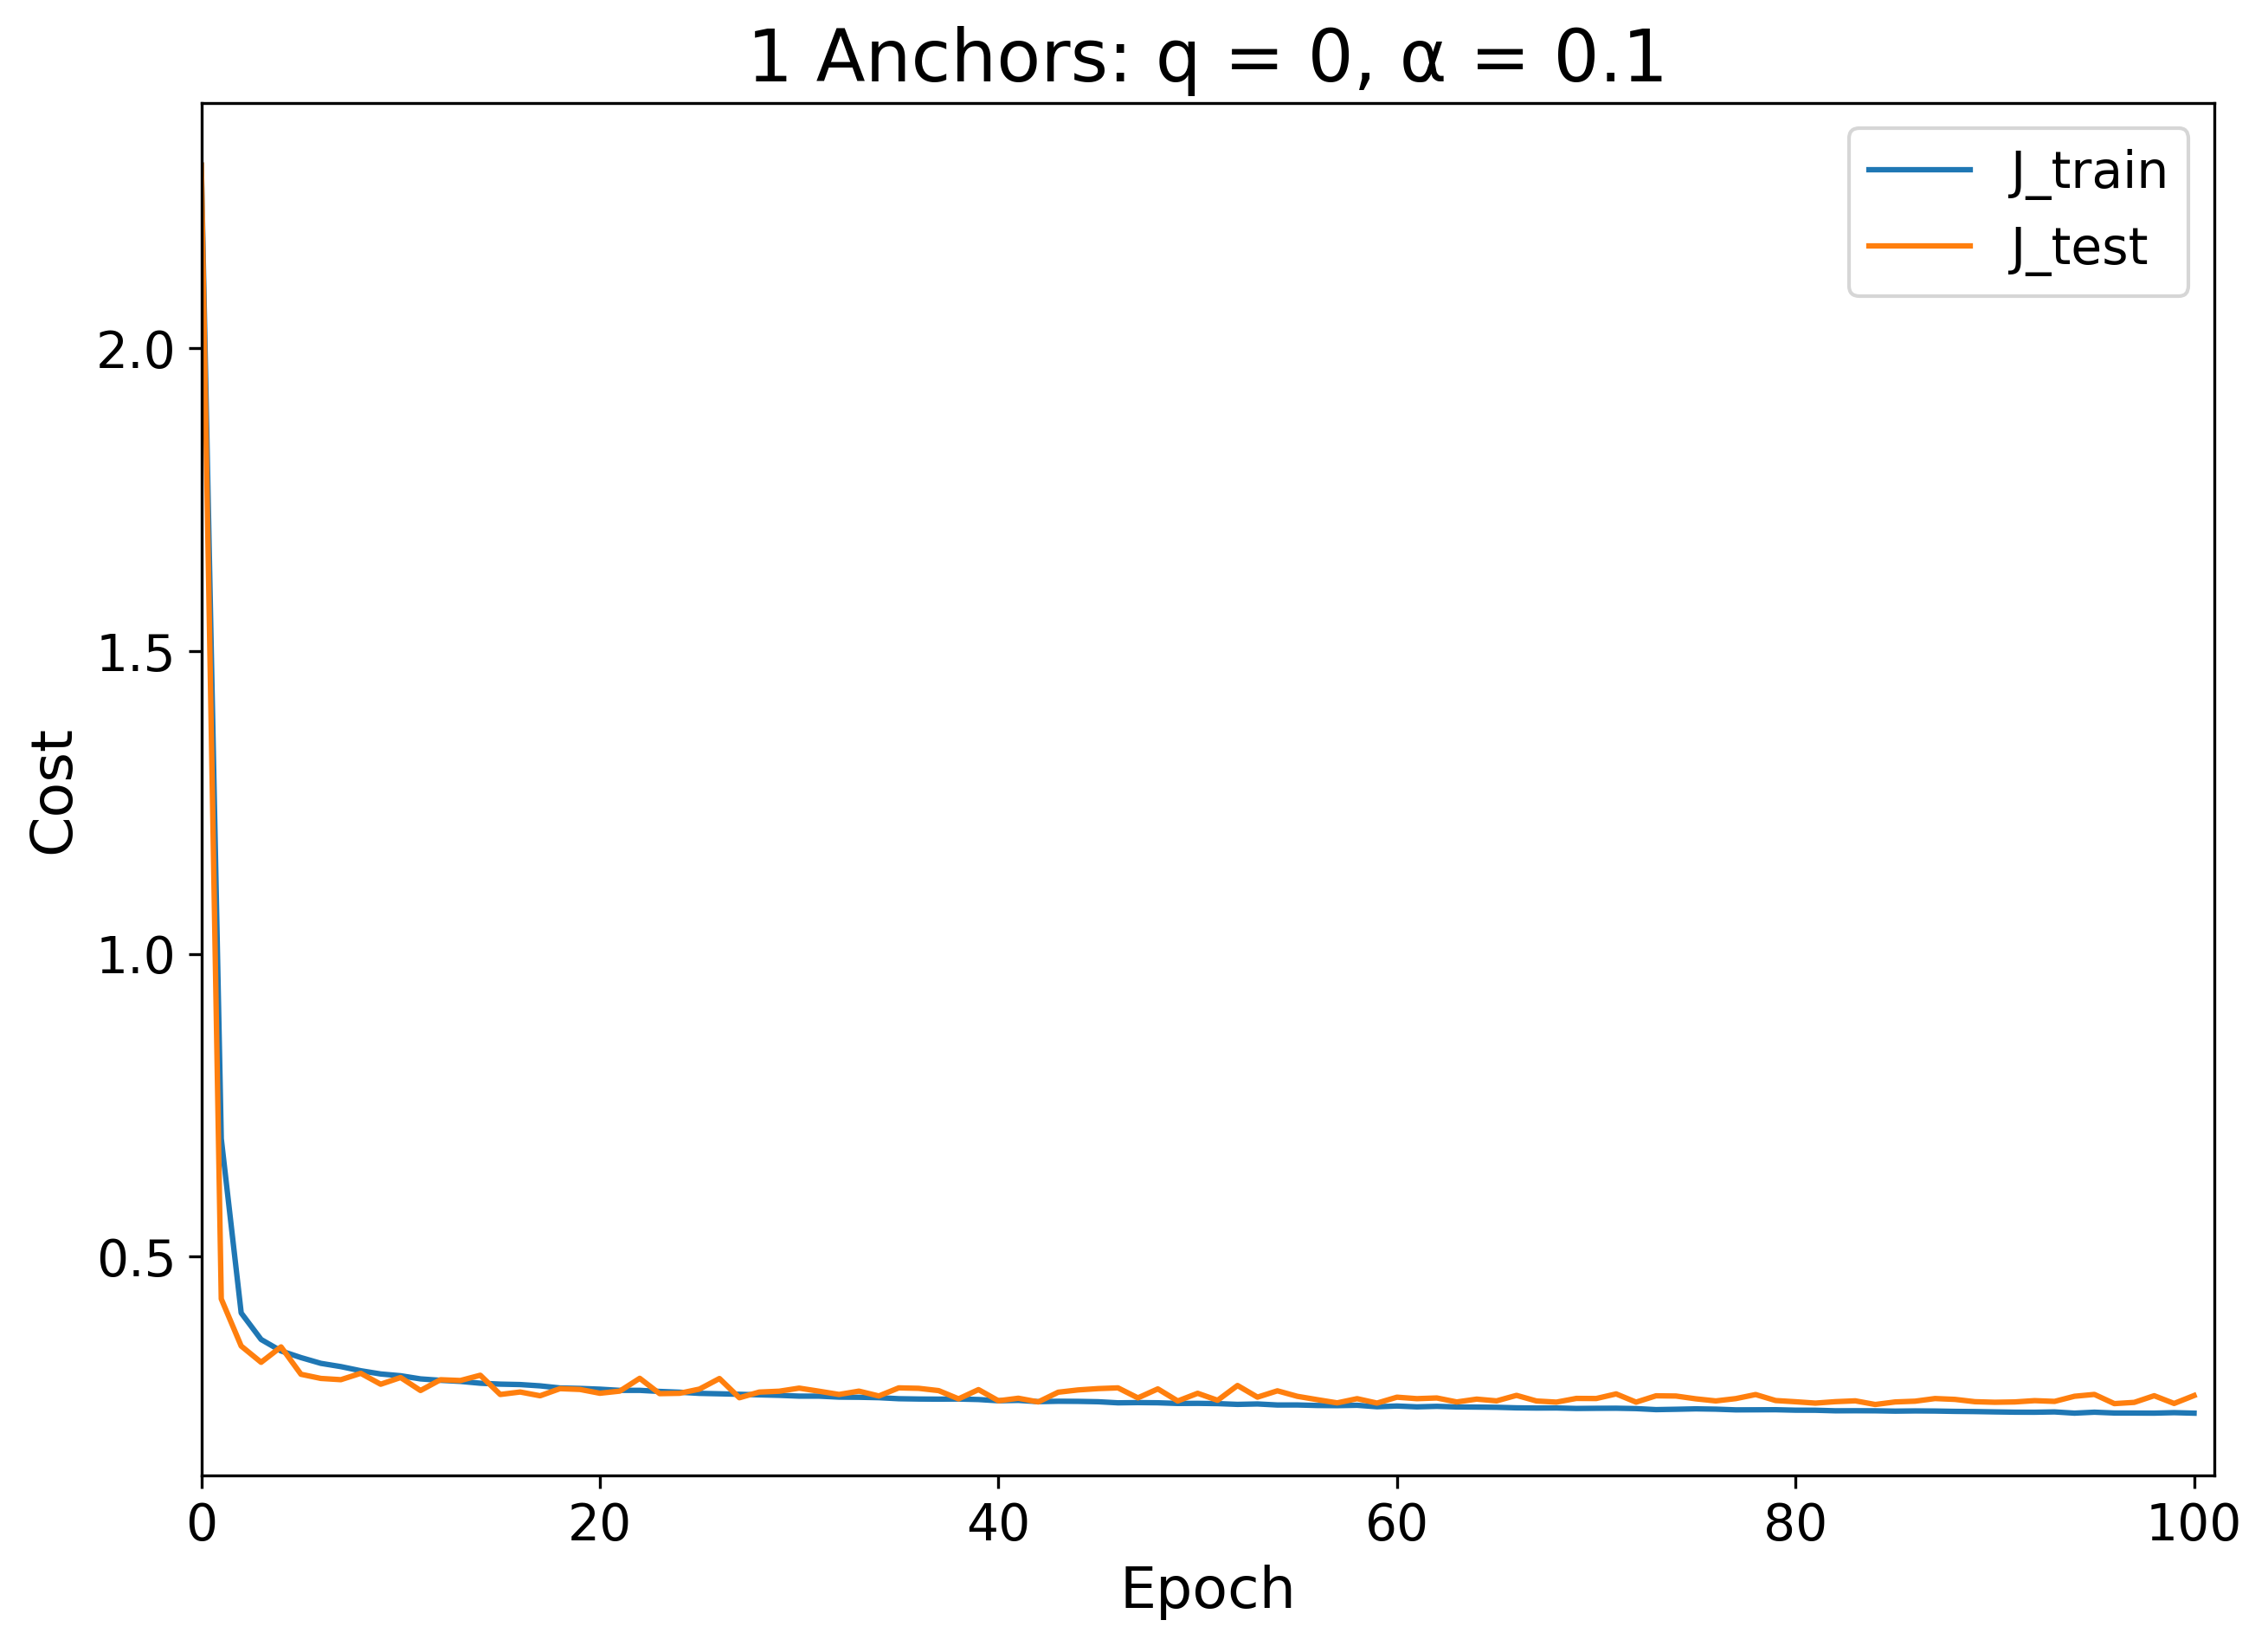 1 Anchors: q = 0, α = 0.1
J_train
J_test
2.0
1.5
1.0
0.5
Cost
0 20 40 60 80 100
Epoch